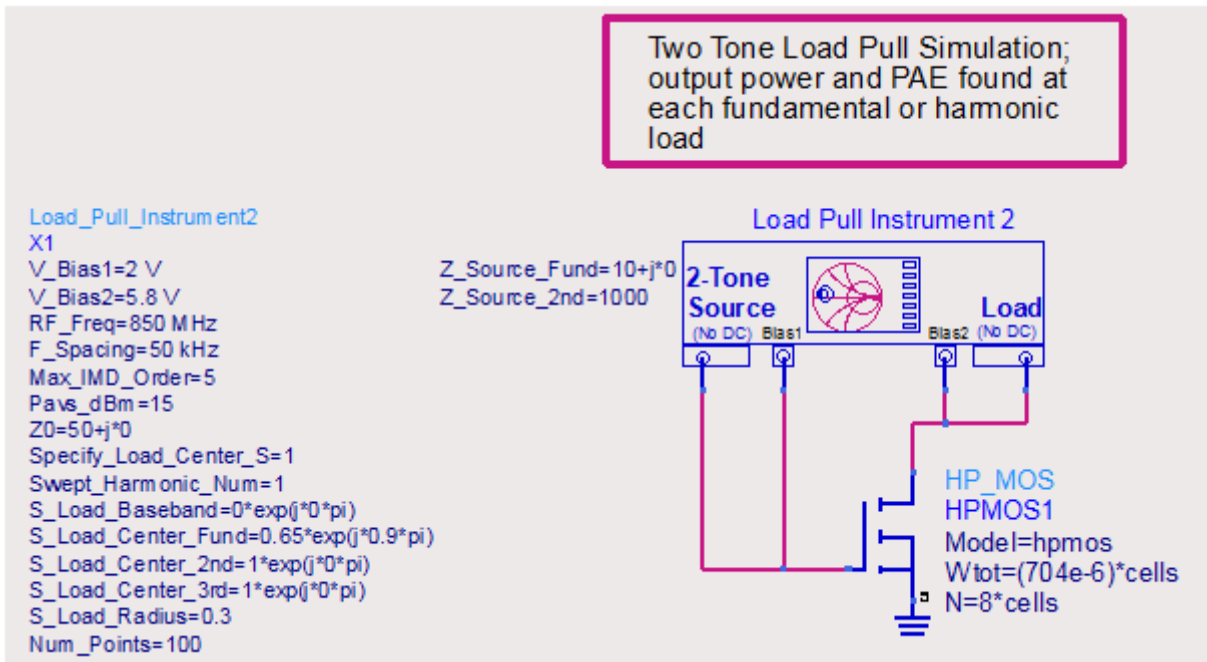 Two Tone Load Pull Simulation;
output power and PAE found at
each fundamental or harmonic
load
Load_Pull_Instrument2
X1
V_Bias1=2 V
V_Bias2=5.8 V
RF_Freq=850 MHz
F_Spacing=50 kHz
Max_IMD_Order=5
Pavs_dBm=15
Z0=50+j*0
Specify_Load_Center_S=1
Swept_Harmonic_Num=1
S_Load_Baseband=0*exp(j*0*pi)
S_Load_Center_Fund=0.65*exp(j*0.9*pi)
S_Load_Center_2nd=1*exp(j*0*pi)
S_Load_Center_3rd=1*exp(j*0*pi)
S_Load_Radius=0.3
Num_Points=100
Z_Source_Fund=10+j*0
Z_Source_2nd=1000
Load Pull Instrument 2
2-Tone
Source
(No DC)
Bias1
Load
Bias2
(No DC)
HP_MOS
HPMOS1
Model=hpmos
Wtot=(704e-6)*cells
N=8*cells